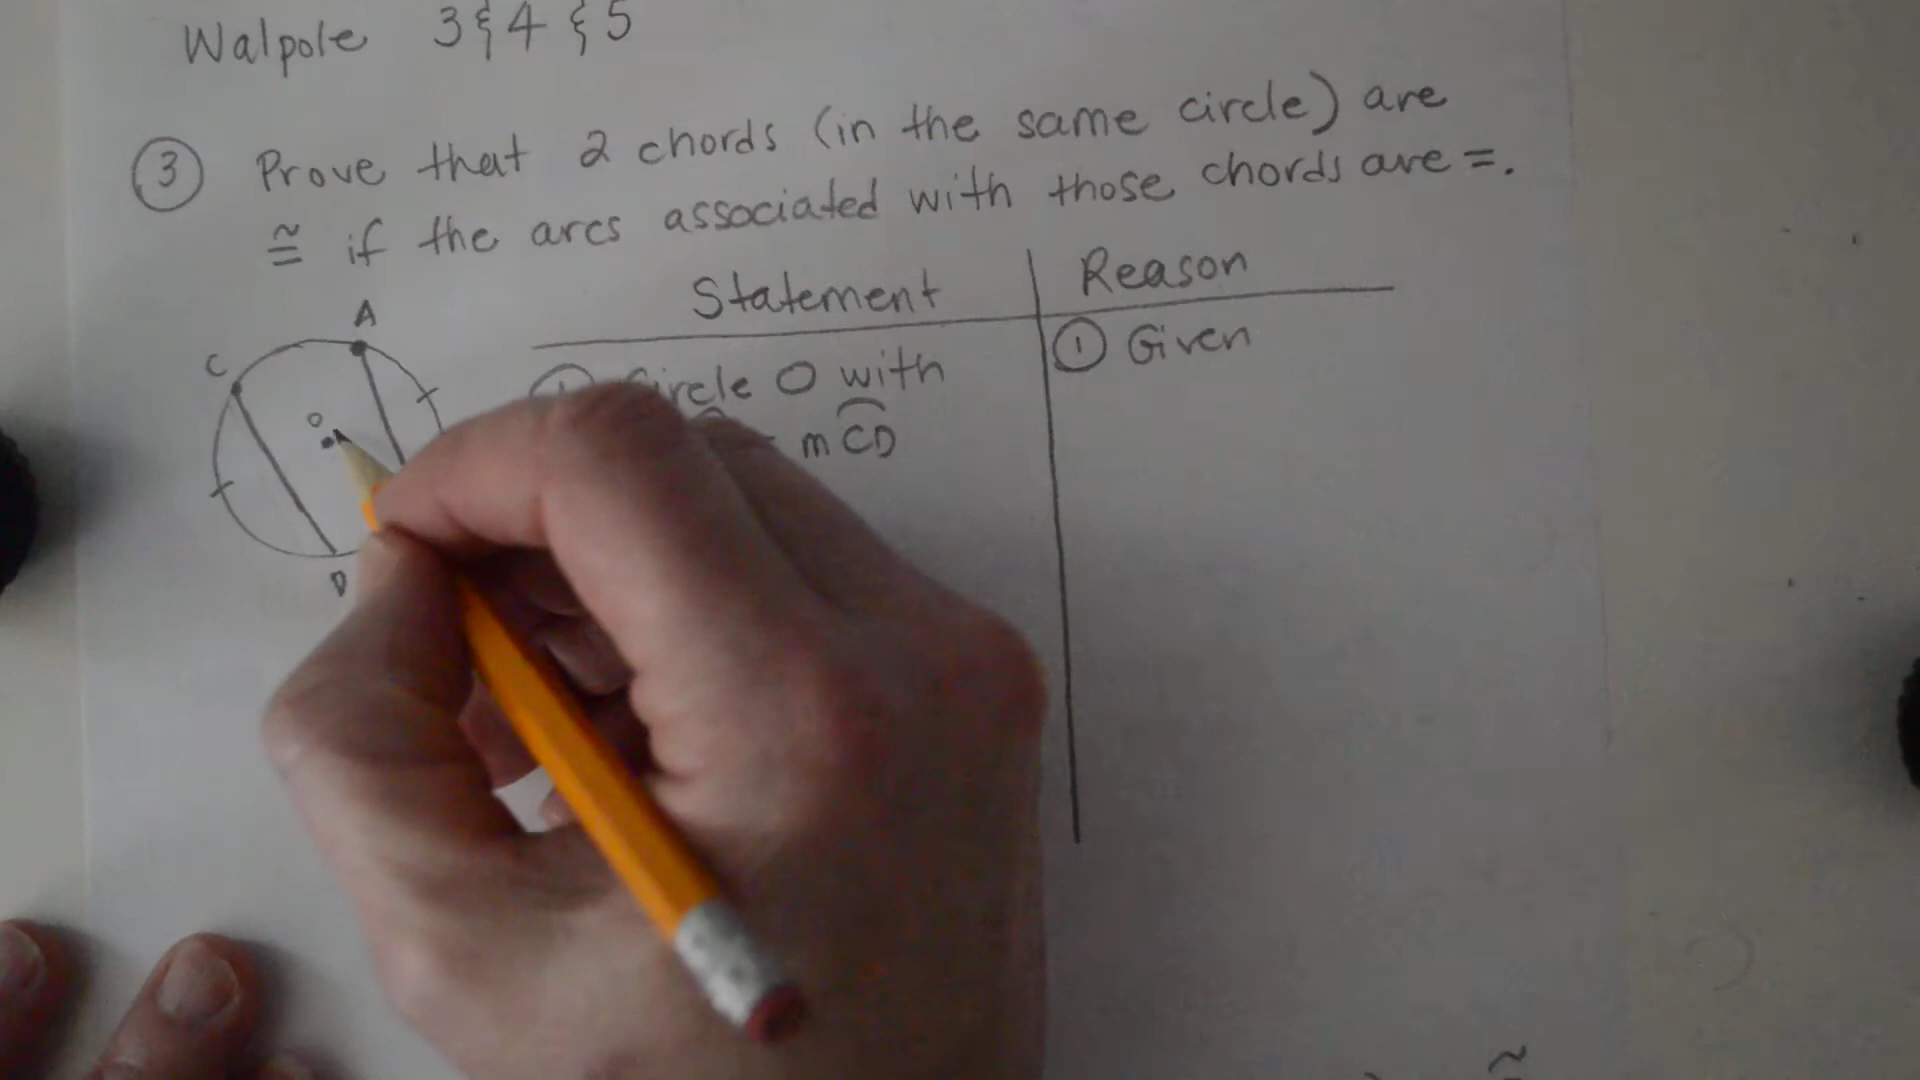 Walpole 3 & 4 & 5
③ Prove that 2 chords (in the same circle) are
≅ if the arcs associated with those chords are =.
Statement Reason
Circle O with ① Given
m CD
A
C
O
D